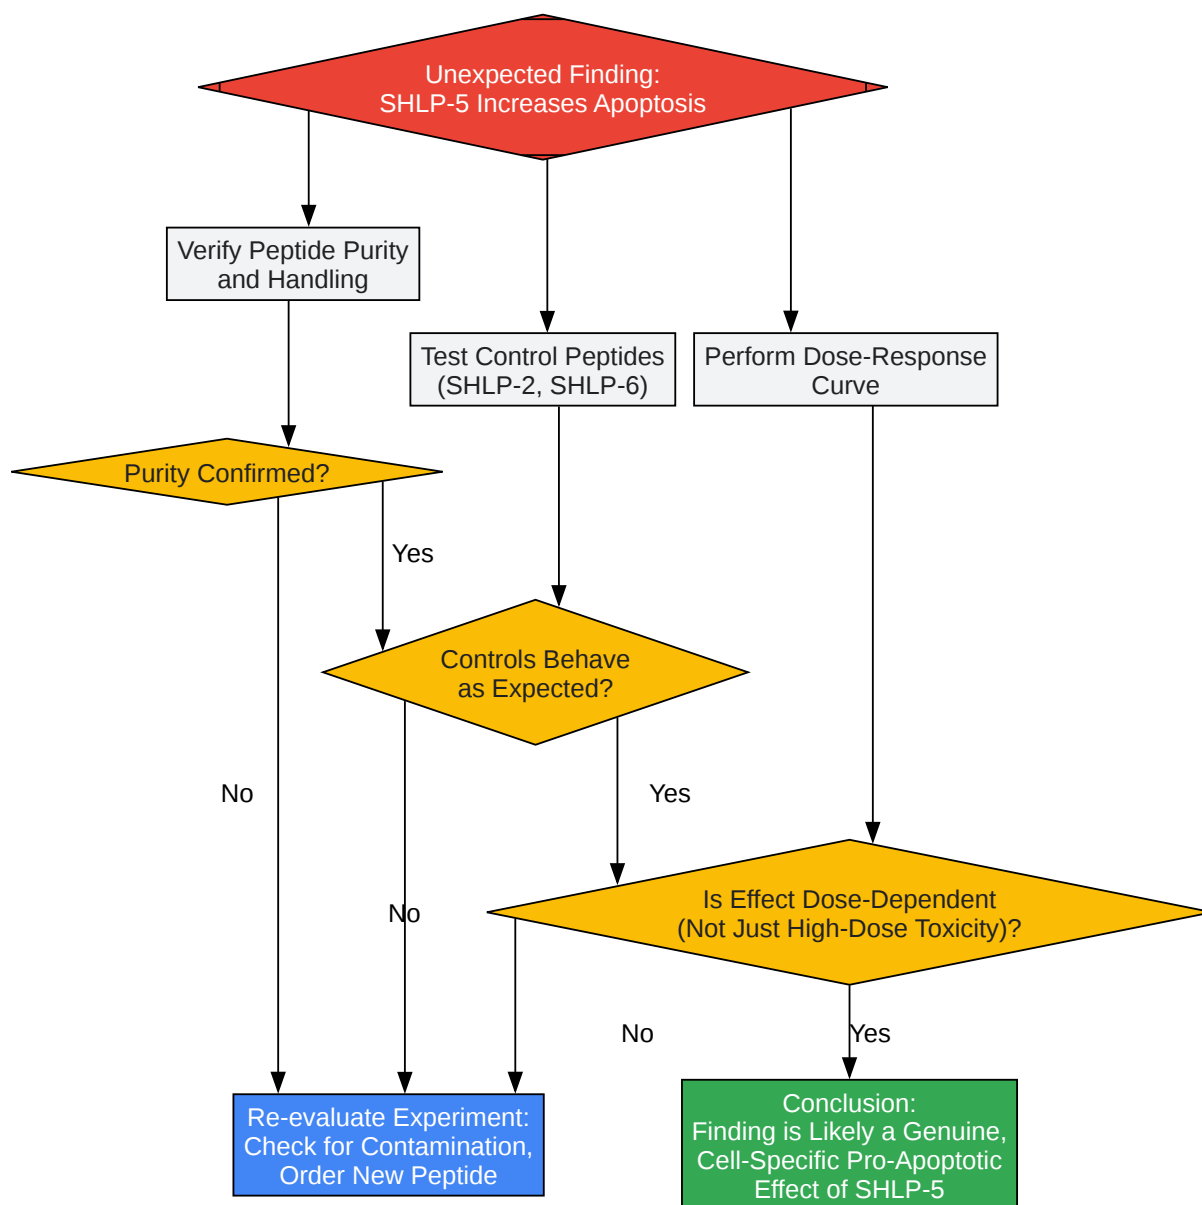 Unexpected Finding:
SHLP-5 Increases Apoptosis
Verify Peptide Purity
and Handling
Test Control Peptides
(SHLP-2, SHLP-6)
Perform Dose-Response
Curve
Purity Confirmed?
Yes
Controls Behave
as Expected?
No
Yes
No
Is Effect Dose-Dependent
(Not Just High-Dose Toxicity)?
No
Yes
Re-evaluate Experiment:
Check for Contamination,
Order New Peptide
Conclusion:
Finding is Likely a Genuine,
Cell-Specific Pro-Apoptotic
Effect of SHLP-5